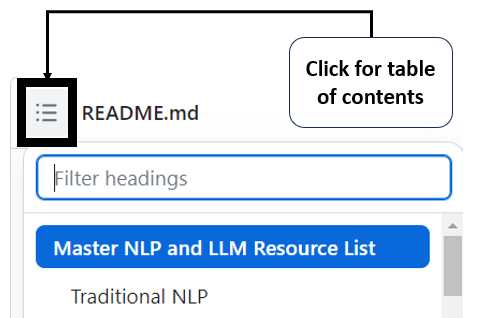 Click for table
of contents
README.md
Filter headings
Master NLP and LLM Resource List
Traditional NLP